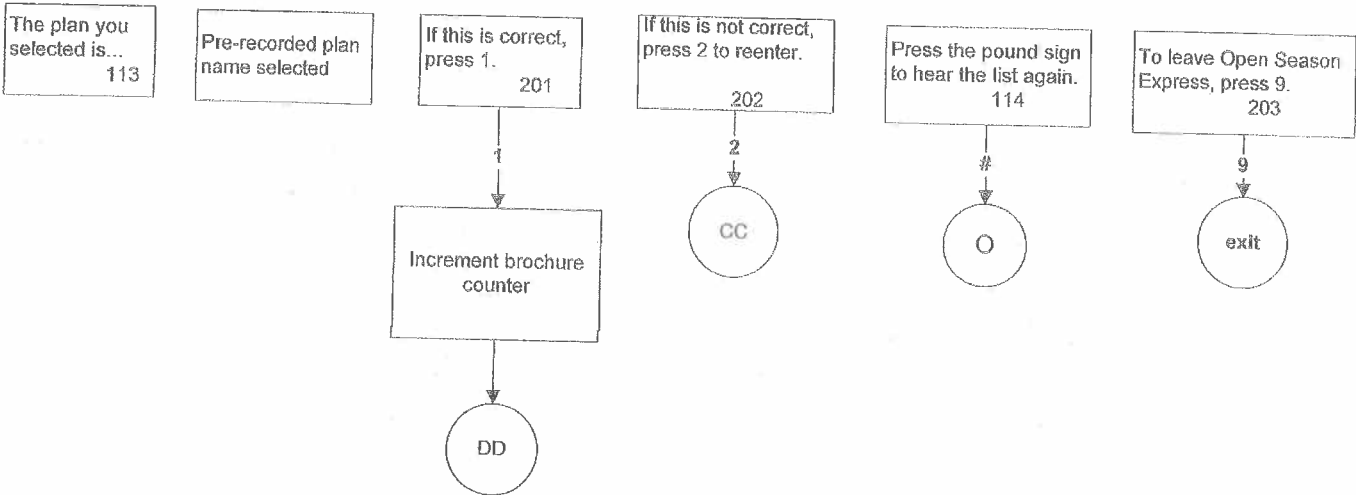 The plan you
selected is...
113
Pre-recorded plan
name selected
If this is correct,
press 1.
201
If this is not correct,
press 2 to reenter.
202
Press the pound sign
to hear the list again.
114
To leave Open Season
Express, press 9.
203
1
2
#
9
Increment brochure
counter
CC
O
exit
DD